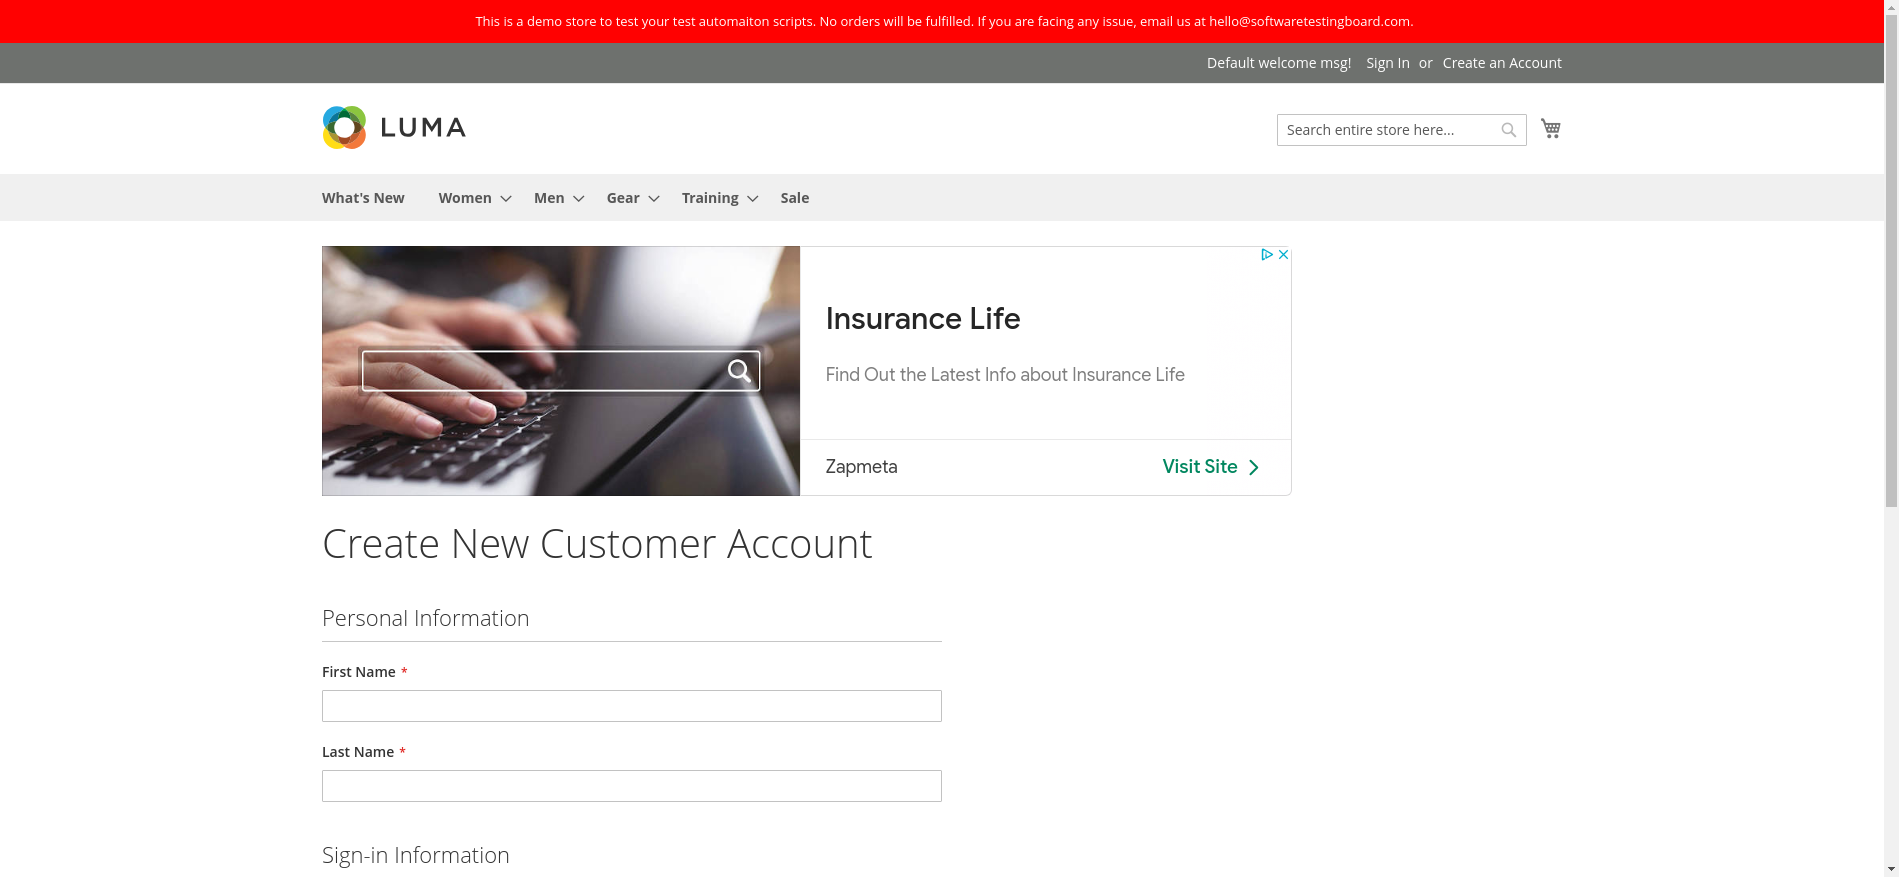 This is a demo store to test your test automaiton scripts. No orders will be fulfilled. If you are facing any issue, email us at hello@softwaretestingboard.com.
Default welcome msg! Sign In or Create an Account
LUMA
Search entire store here...
What's New Women Men Gear Training Sale
Insurance Life
Find Out the Latest Info about Insurance Life
Zapmeta Visit Site
Create New Customer Account
Personal Information
First Name *
Last Name *
Sign-in Information